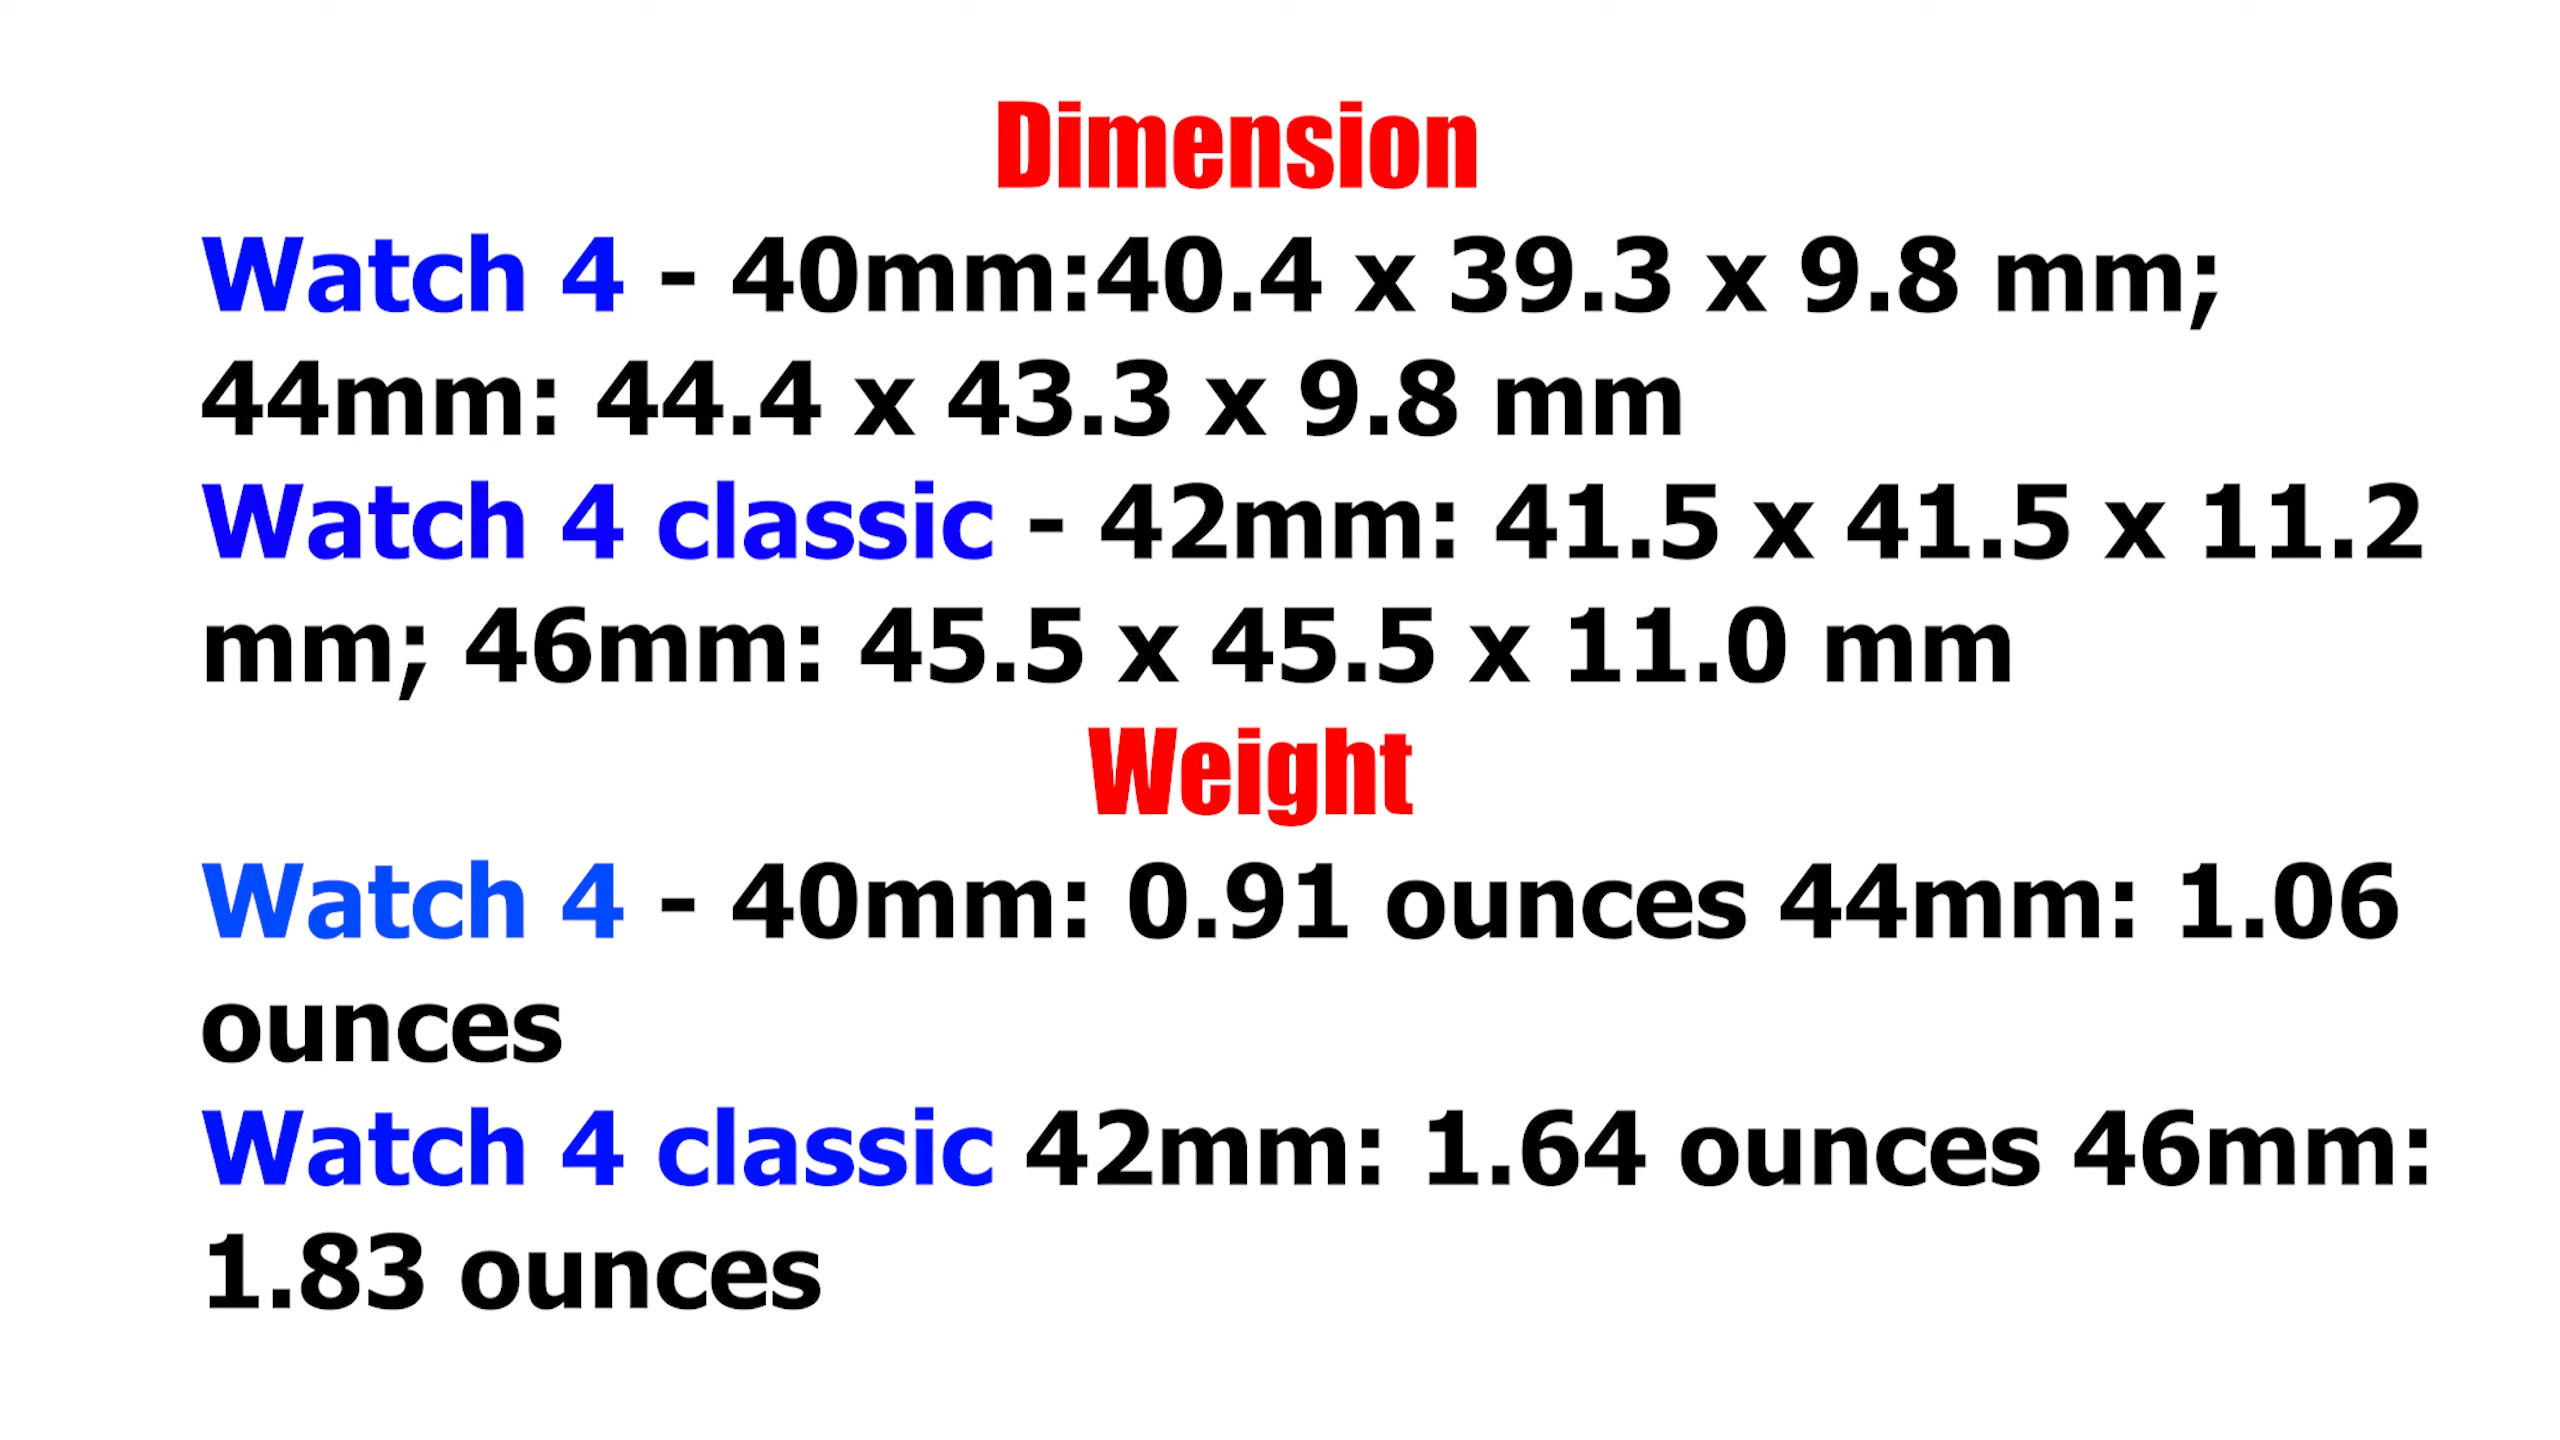 Dimension
Watch 4 - 40mm:40.4 x 39.3 x 9.8 mm;
44mm: 44.4 x 43.3 x 9.8 mm
Watch 4 classic - 42mm: 41.5 x 41.5 x 11.2
mm; 46mm: 45.5 x 45.5 x 11.0 mm
Weight
Watch 4 - 40mm: 0.91 ounces 44mm: 1.06
ounces
Watch 4 classic 42mm: 1.64 ounces 46mm:
1.83 ounces